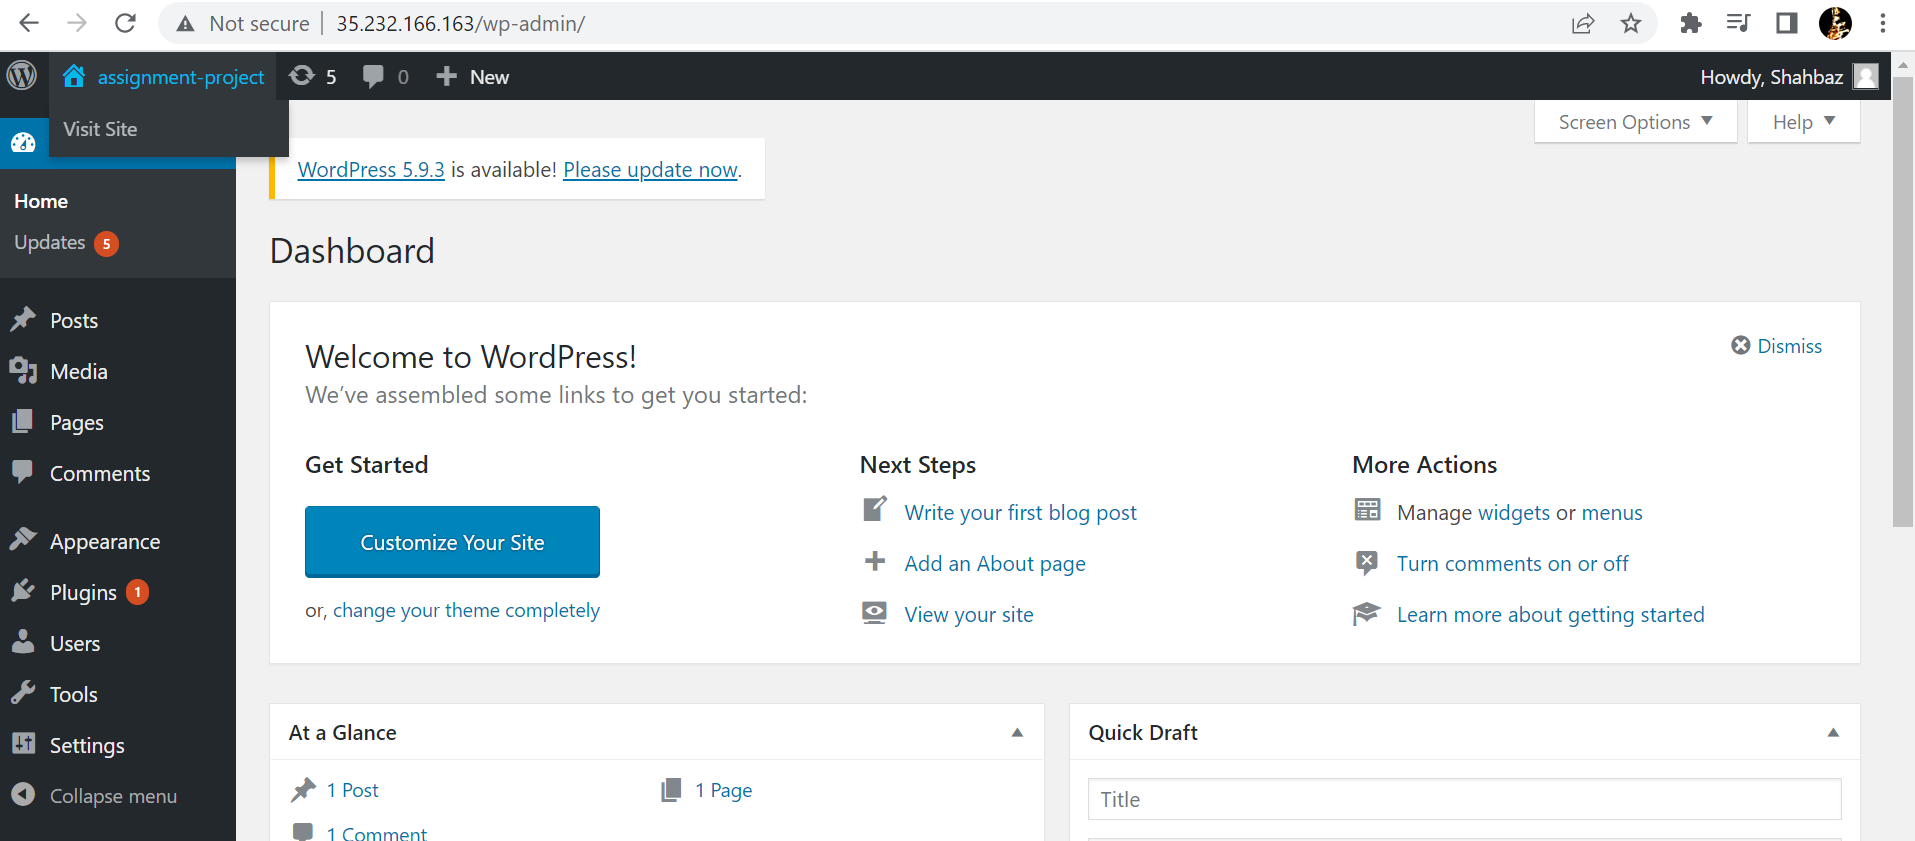 Not secure | 35.232.166.163/wp-admin/
assignment-project 5 0 New Howdy, Shahbaz
Visit Site
Screen Options Help
WordPress 5.9.3 is available! Please update now.
Home
Updates 5
Dashboard
Posts
Media
Pages
Comments
Appearance
Plugins 1
Users
Tools
Settings
Collapse menu
Welcome to WordPress!
Dismiss
We’ve assembled some links to get you started:
Get Started
Customize Your Site
or, change your theme completely
Next Steps
Write your first blog post
Add an About page
View your site
More Actions
Manage widgets or menus
Turn comments on or off
Learn more about getting started
At a Glance
1 Post
1 Page
1 Comment
Quick Draft
Title